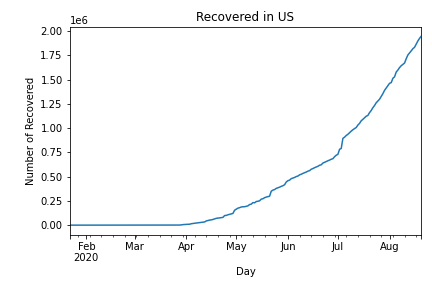 Recovered in US
1e6
2.00
1.75
1.50
1.25
1.00
0.75
0.50
0.25
0.00
Number of Recovered
Feb Mar Apr May Jun Jul Aug
2020
Day